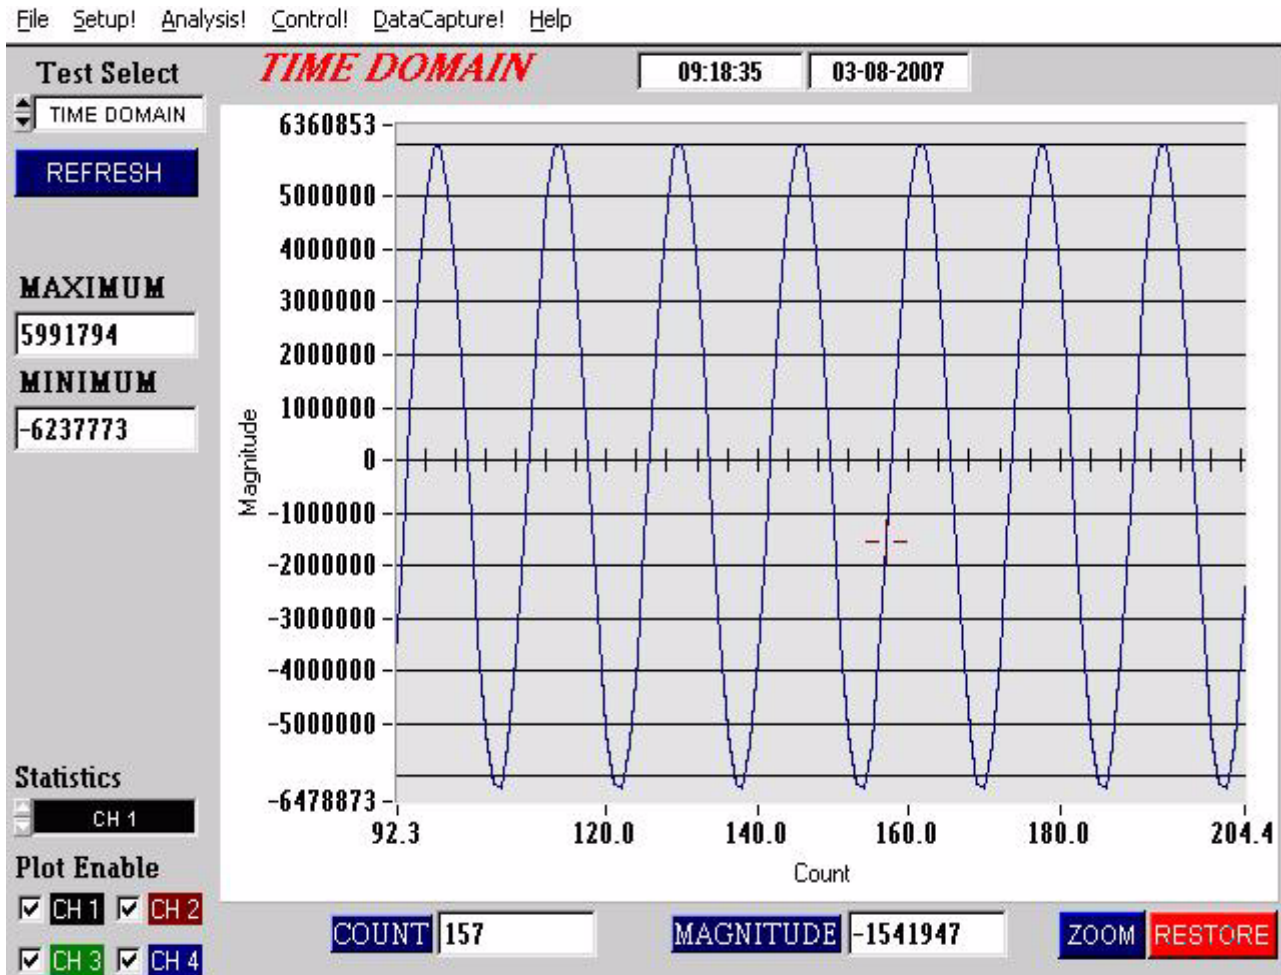 File Setup! Analysis! Control! DataCapture! Help
Test Select
TIME DOMAIN
REFRESH
MAXIMUM
5991794
MINIMUM
-6237773
Statistics
CH 1
Plot Enable
CH 1 CH 2
CH 3 CH 4
TIME DOMAIN
09:18:35 03-08-2007
6360853
5000000
4000000
3000000
2000000
1000000
0
-1000000
-2000000
-3000000
-4000000
-5000000
-6478873
Magnitude
92.3 120.0 140.0 160.0 180.0 204.4
Count
COUNT 157 MAGNITUDE -1541947 ZOOM RESTORE